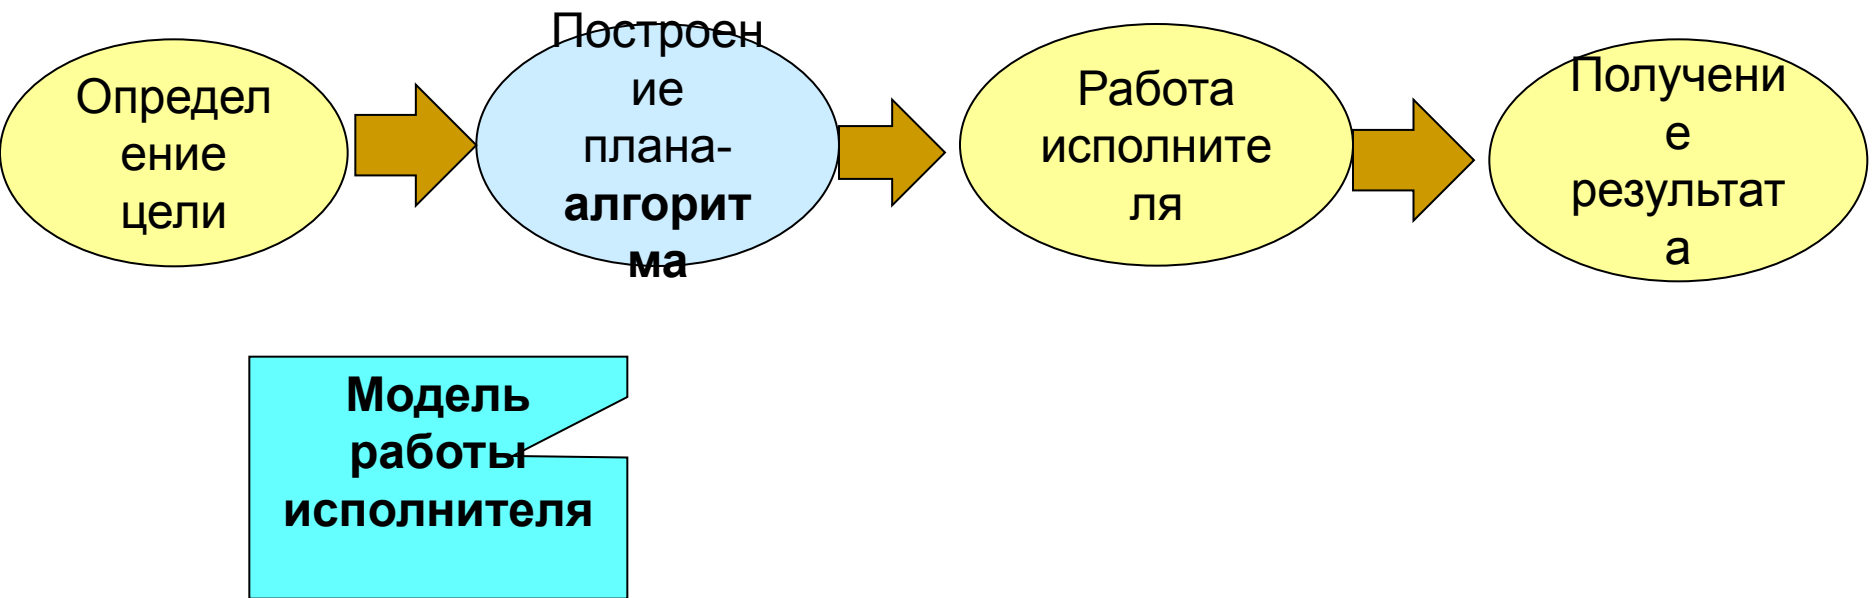 Определ
ение
цели
Построен
ие
плана-
алгорит
ма
Работа
исполните
ля
Получени
е
результат
а
Модель
работы
исполнителя